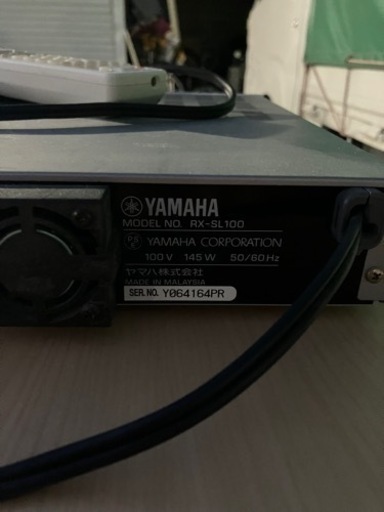 YAMAHA
MODEL NO. RX-SL100
PSE YAMAHA CORPORATION
100V 145W 50/60Hz
ヤマハ株式会社
MADE IN MALAYSIA
SER. NO. Y064164PR